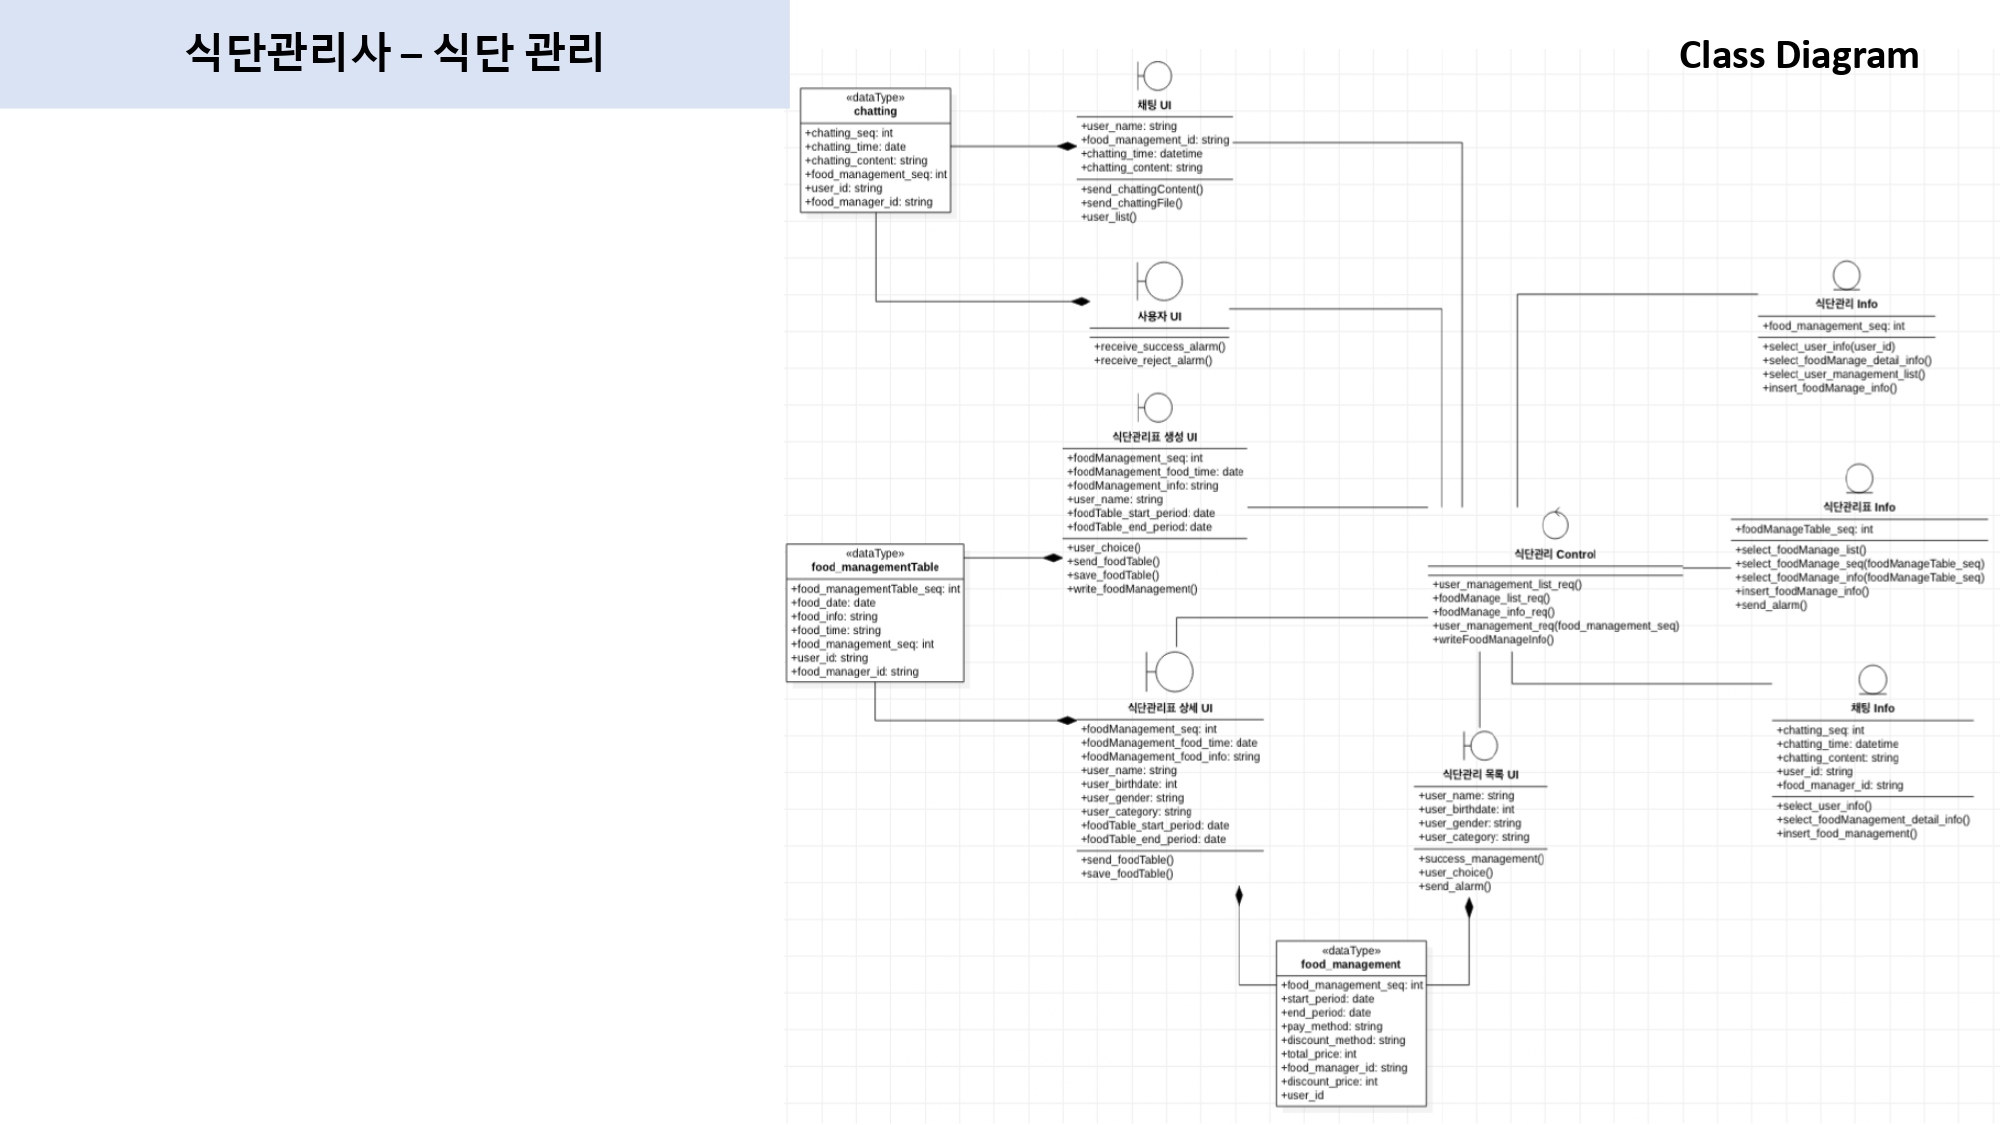 식단관리사 – 식단 관리
Class Diagram
«dataType»
chatting
+chatting_seq: int
+chatting_time: date
+chatting_content: string
+food_management_seq: int
+user_id: string
+food_manager_id: string
채팅 UI
+user_name: string
+food_management_id: string
+chatting_time: datetime
+chatting_content: string
+send_chattingContent()
+send_chattingFile()
+user_list()
사용자 UI
+receive_success_alarm()
+receive_reject_alarm()
식단관리 Info
+food_management_seq: int
+select_user_info(user_id)
+select_foodManage_detail_info()
+select_user_management_list()
+insert_foodManage_info()
식단관리표 생성 UI
+foodManagement_seq: int
+foodManagement_food_time: date
+foodManagement_info: string
+user_name: string
+foodTable_start_period: date
+foodTable_end_period: date
+user_choice()
+send_foodTable()
+save_foodTable()
+write_foodManagement()
식단관리표 Info
+foodManageTable_seq: int
+select_foodManage_list()
+select_foodManage_seq(foodManageTable_seq)
+select_foodManage_info(foodManageTable_seq)
+insert_foodManage_info()
+send_alarm()
식단관리 Control
+user_management_list_req()
+foodManage_list_req()
+foodManage_info_req()
+user_management_req(food_management_seq)
+writeFoodManageInfo()
«dataType»
food_managementTable
+food_managementTable_seq: int
+food_date: date
+food_info: string
+food_time: string
+food_management_seq: int
+user_id: string
+food_manager_id: string
식단관리표 상세 UI
+foodManagement_seq: int
+foodManagement_food_time: date
+foodManagement_food_info: string
+user_name: string
+user_birthdate: int
+user_gender: string
+user_category: string
+foodTable_start_period: date
+foodTable_end_period: date
+send_foodTable()
+save_foodTable()
식단관리 목록 UI
+user_name: string
+user_birthdate: int
+user_gender: string
+user_category: string
+success_management()
+user_choice()
+send_alarm()
채팅 Info
+chatting_seq: int
+chatting_time: datetime
+chatting_content: string
+user_id: string
+food_manager_id: string
+select_user_info()
+select_foodManagement_detail_info()
+insert_food_management()
«dataType»
food_management
+food_management_seq: int
+start_period: date
+end_period: date
+pay_method: string
+discount_method: string
+total_price: int
+food_manager_id: string
+discount_price: int
+user_id